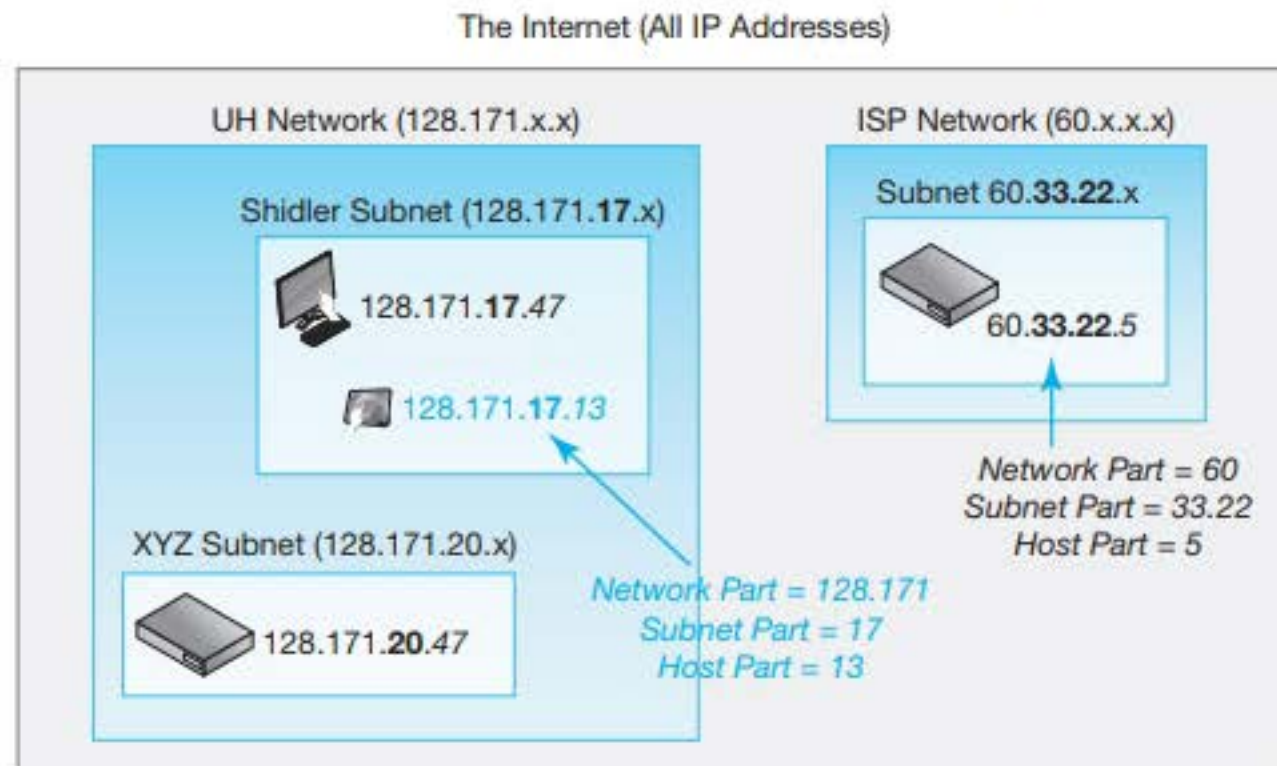 The Internet (All IP Addresses)
UH Network (128.171.x.x)
Shidler Subnet (128.171.17.x)
128.171.17.47
128.171.17.13
XYZ Subnet (128.171.20.x)
128.171.20.47
Network Part = 128.171
Subnet Part = 17
Host Part = 13
ISP Network (60.x.x.x)
Subnet 60.33.22.x
60.33.22.5
Network Part = 60
Subnet Part = 33.22
Host Part = 5